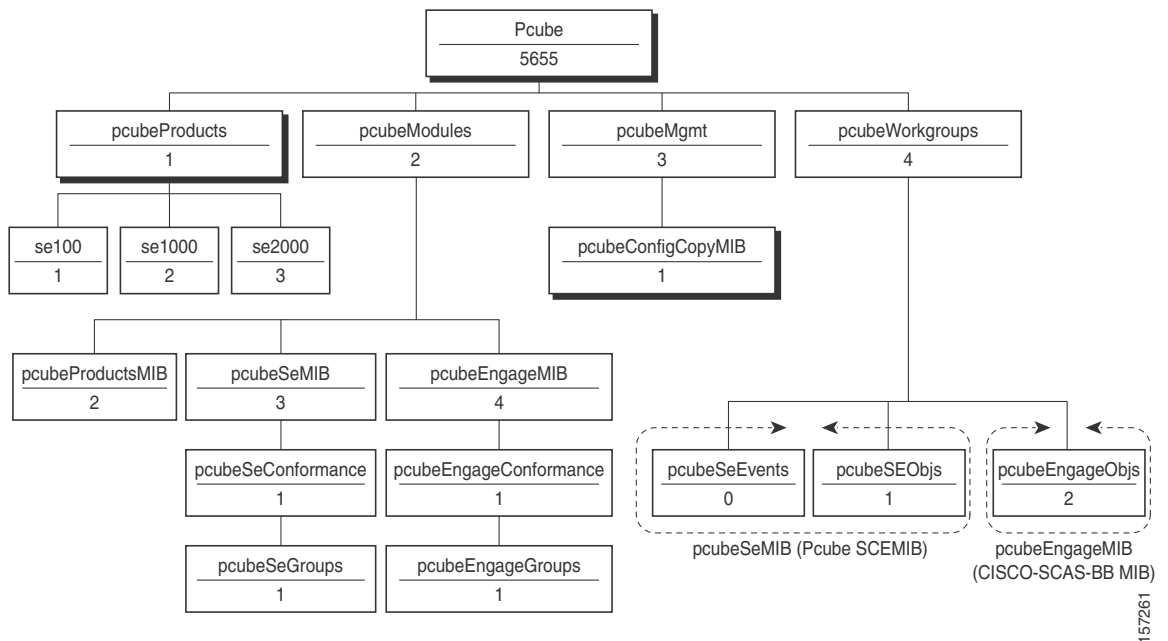 Pcube
5655
pcubeProducts
1
pcubeModules
2
pcubeMgmt
3
pcubeWorkgroups
4
se100
1
se1000
2
se2000
3
pcubeConfigCopyMIB
1
pcubeProductsMIB
2
pcubeSeMIB
3
pcubeEngageMIB
4
pcubeSeConformance
1
pcubeEngageConformance
1
pcubeSeGroups
1
pcubeEngageGroups
1
pcubeSeEvents
0
pcubeSEObjs
1
pcubeEngageObjs
2
pcubeSeMIB (Pcube SCEMIB)
pcubeEngageMIB
(CISCO-SCAS-BB MIB)
157261